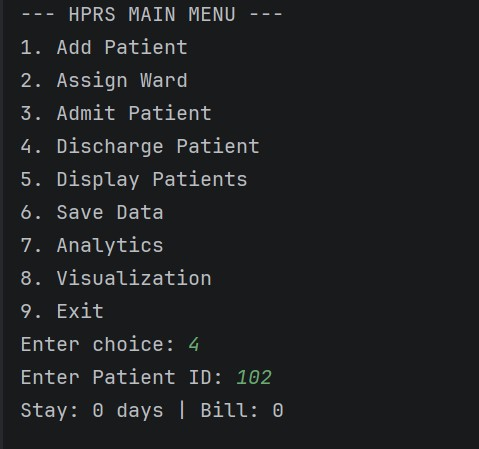 --- HPRS MAIN MENU ---
1. Add Patient
2. Assign Ward
3. Admit Patient
4. Discharge Patient
5. Display Patients
6. Save Data
7. Analytics
8. Visualization
9. Exit
Enter choice: 4
Enter Patient ID: 102
Stay: 0 days | Bill: 0